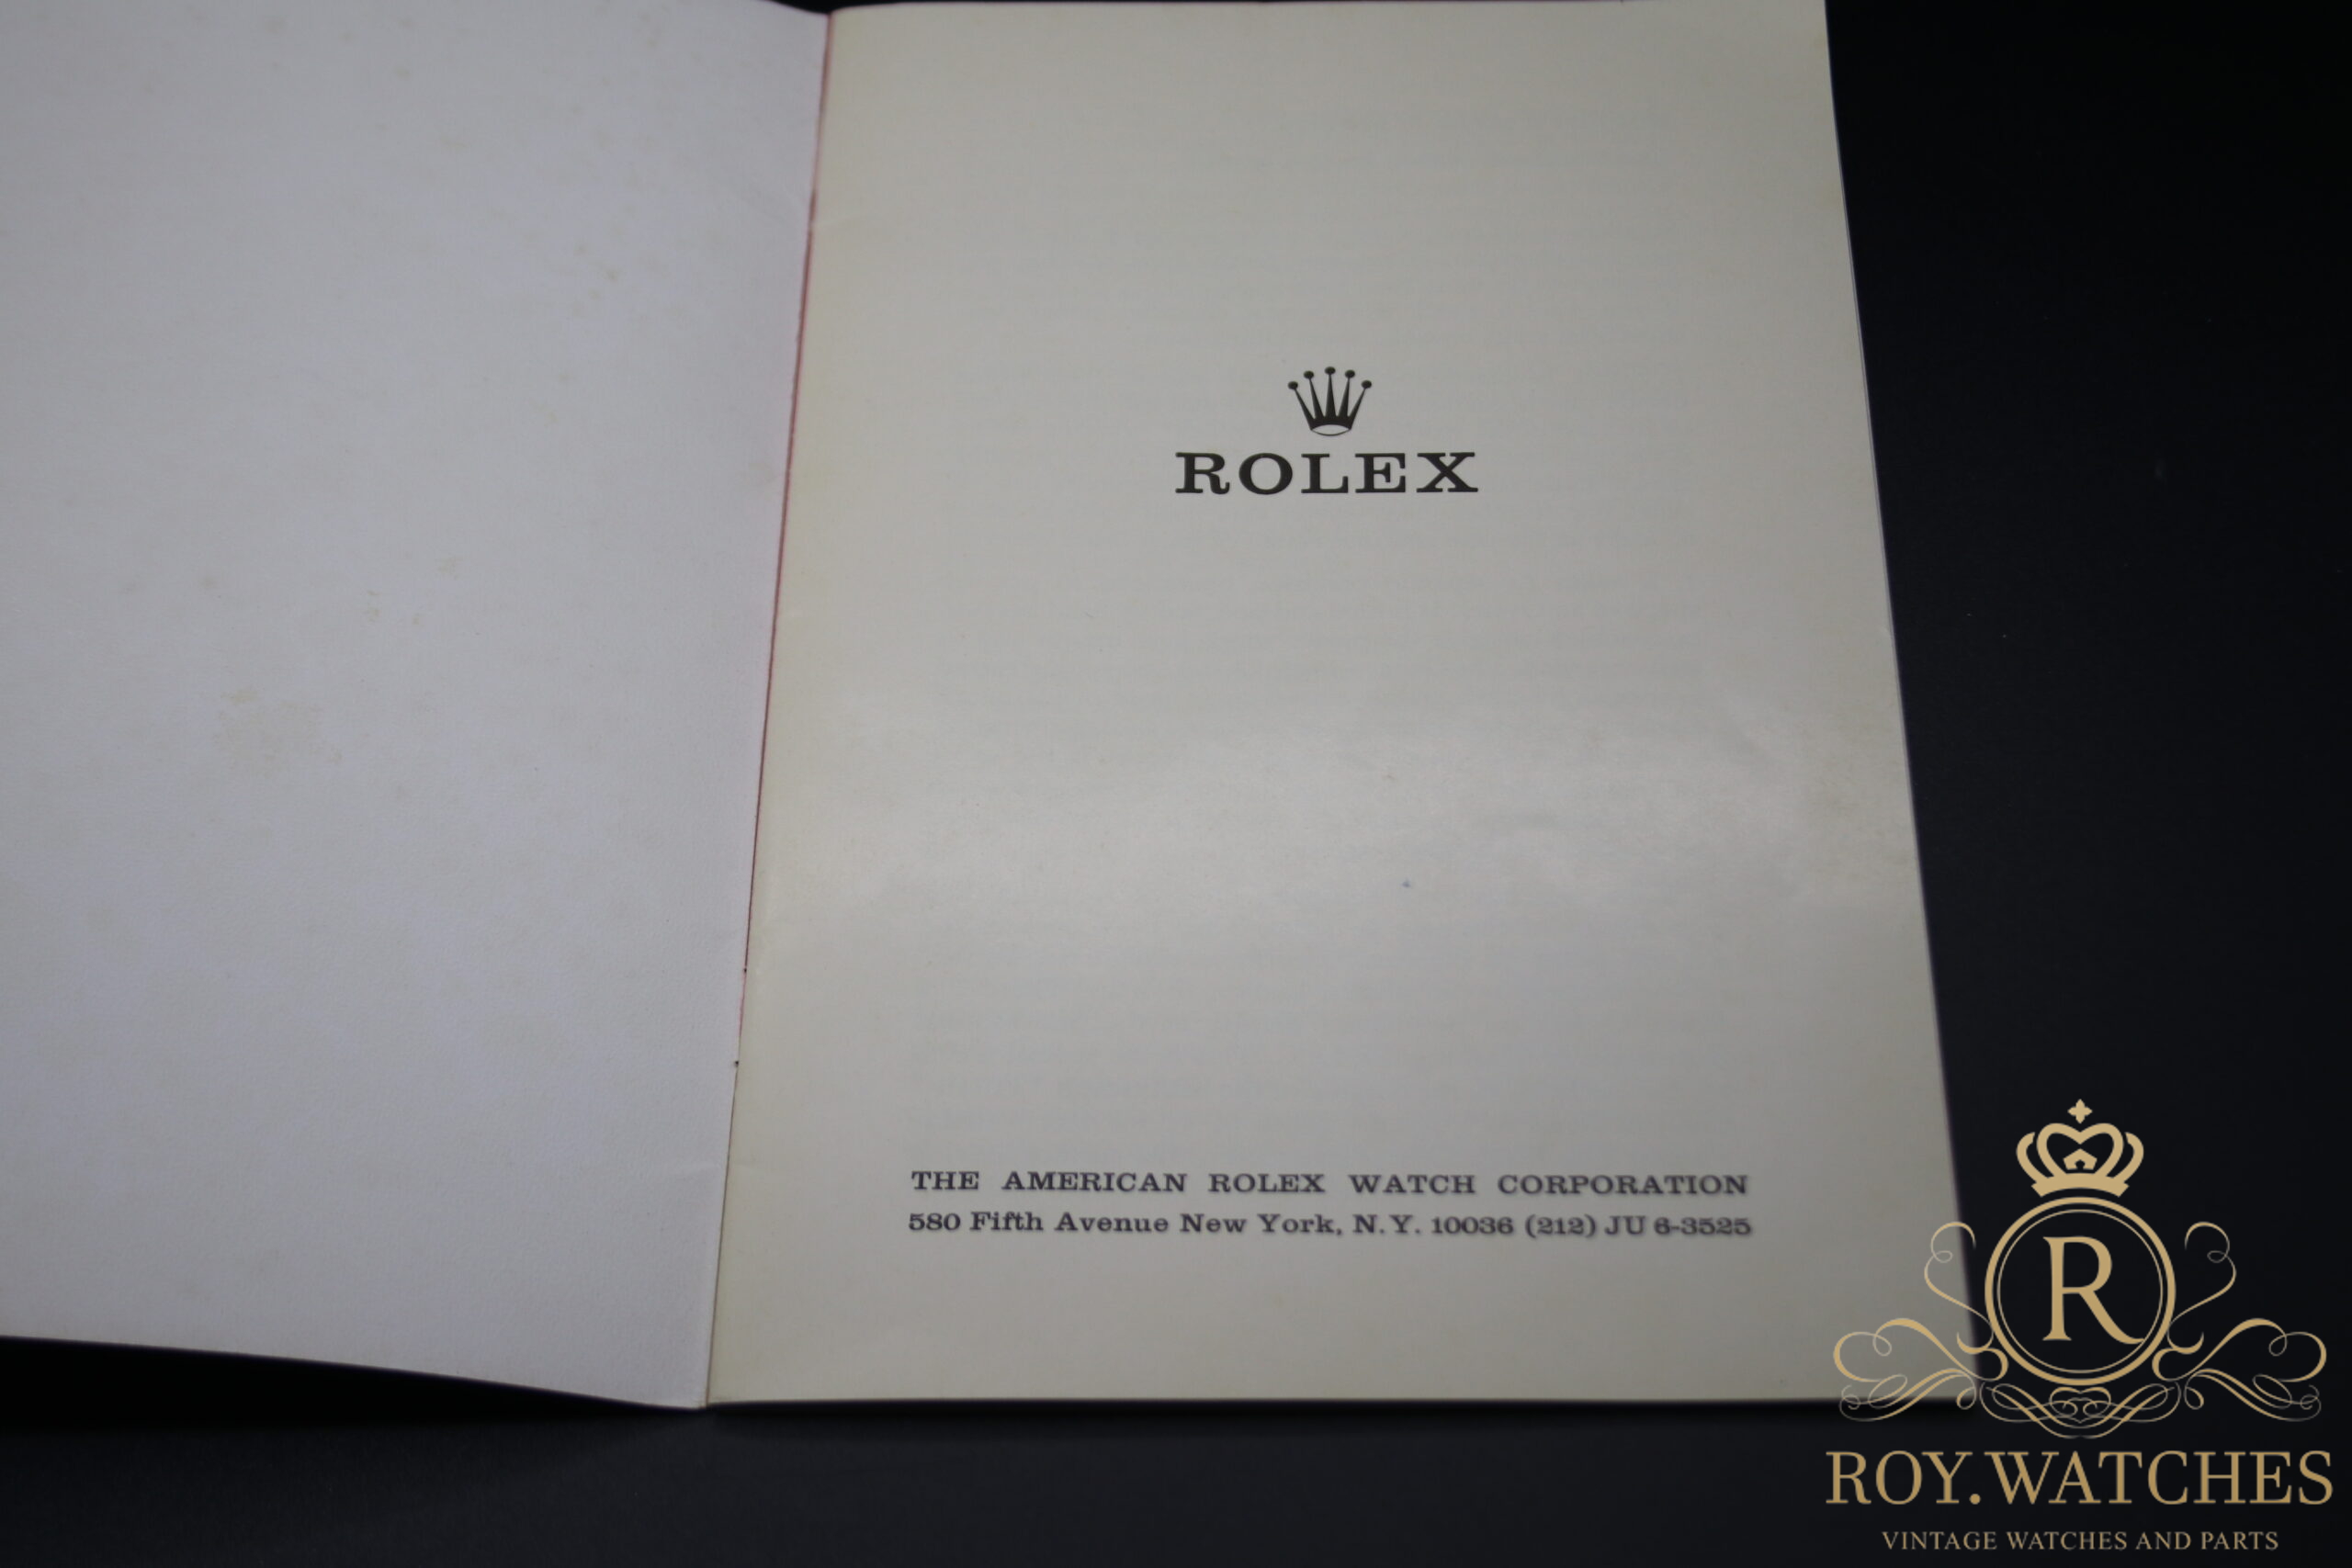 ROLEX
THE AMERICAN ROLEX WATCH CORPORATION
580 Fifth Avenue New York, N.Y. 10036 (212) JU 6-3525
R
ROY.WATCHES
VINTAGE WATCHES AND PARTS